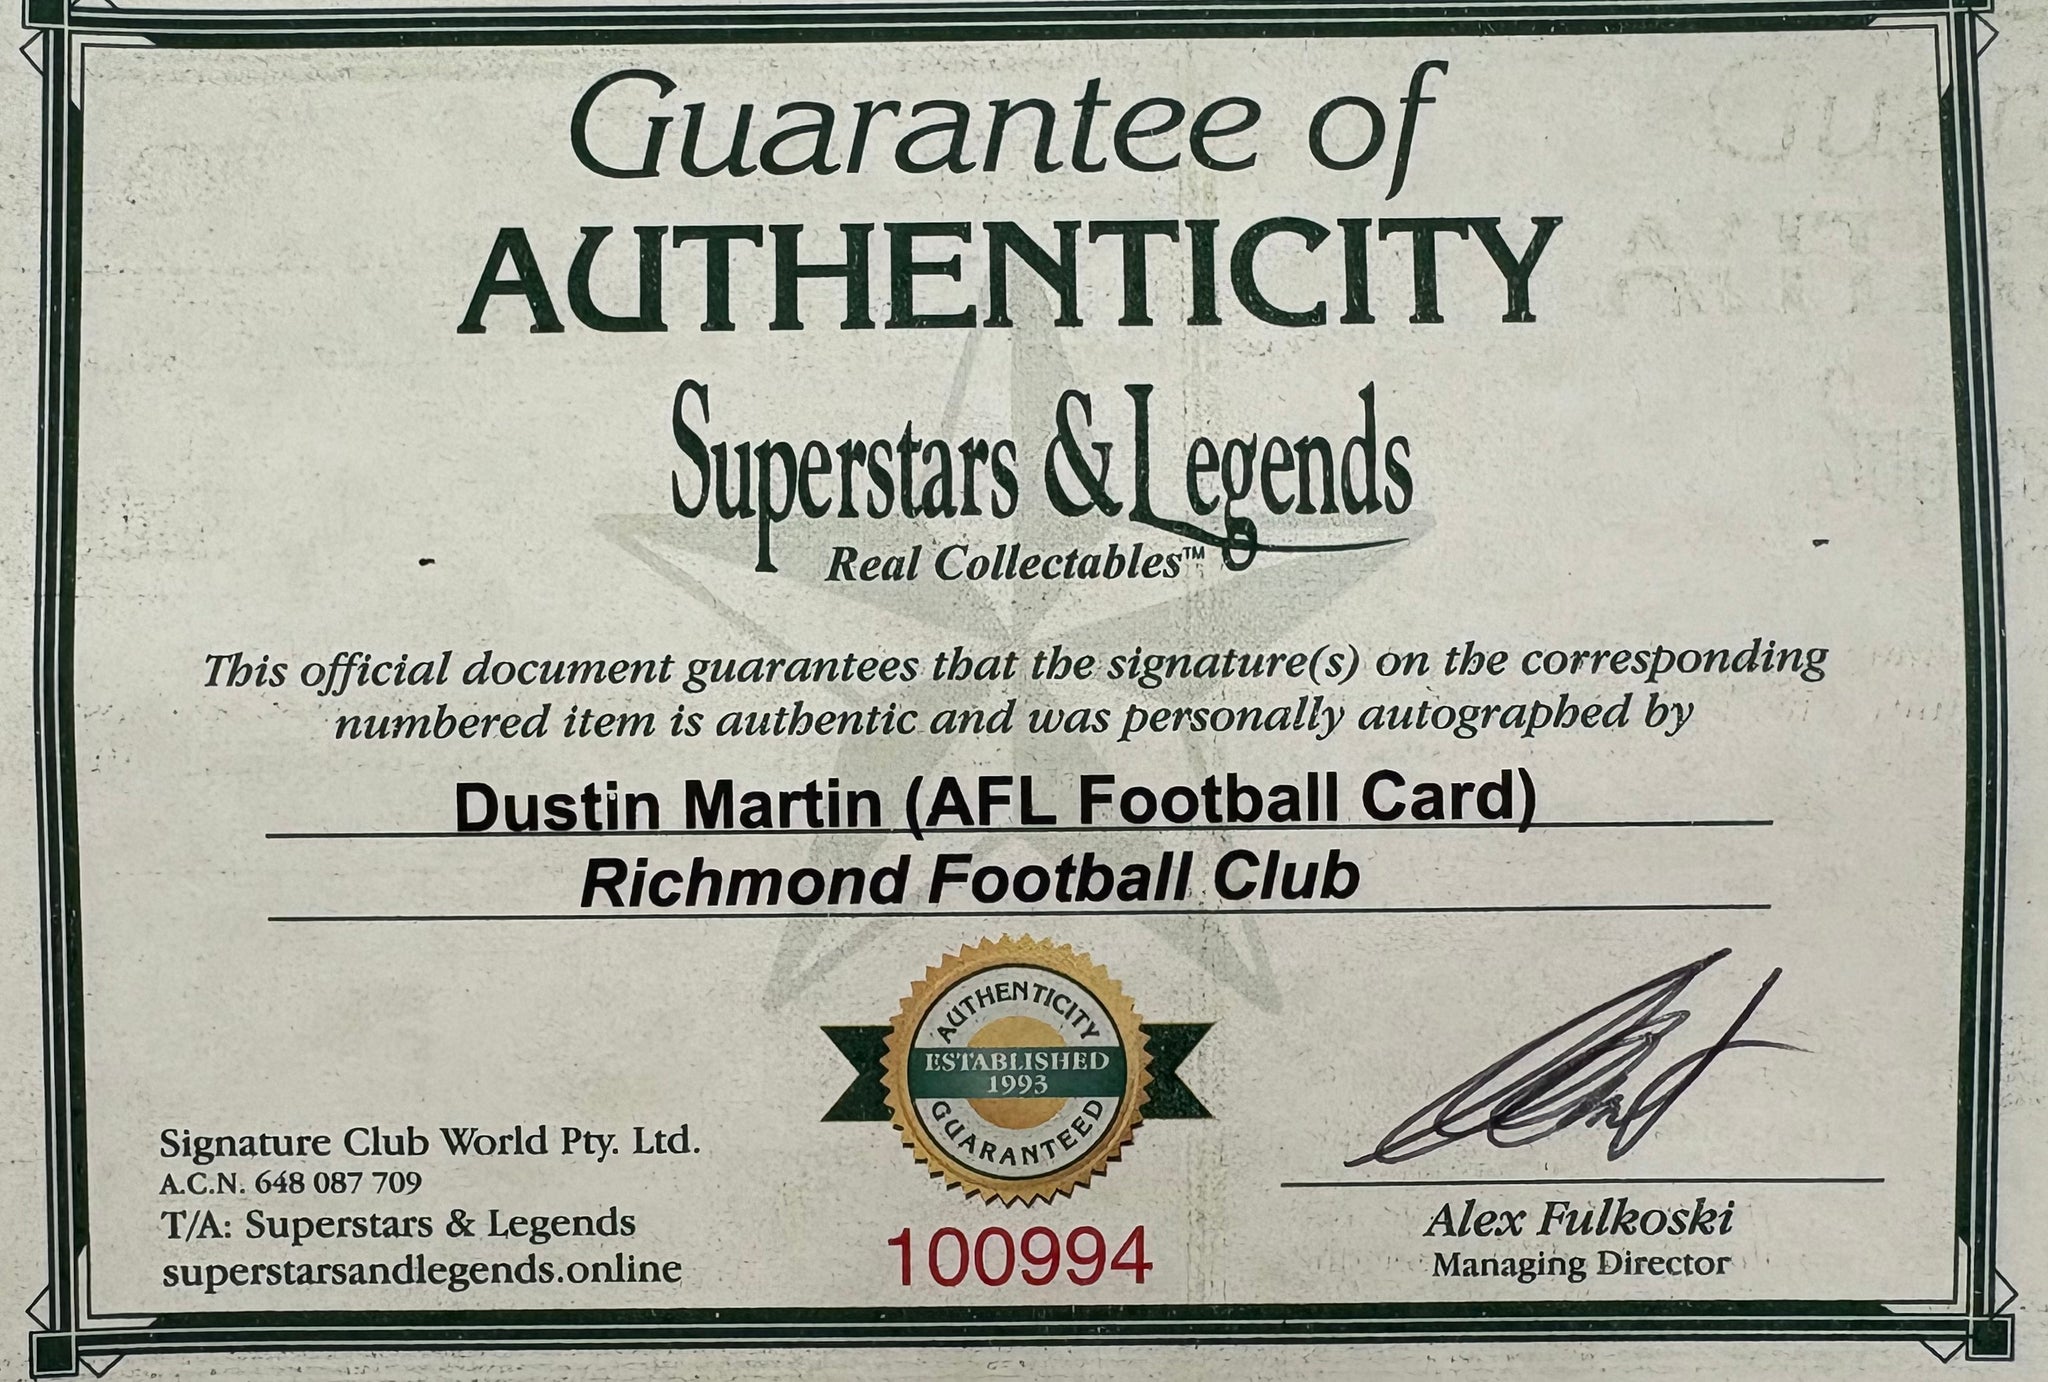 Guarantee of
AUTHENTICITY
Superstars & Legends
Real Collectables™
This official document guarantees that the signature(s) on the corresponding
numbered item is authentic and was personally autographed by
Dustin Martin (AFL Football Card)
Richmond Football Club
AUTHENTICITY
ESTABLISHED
1993
GUARANTEED
Signature Club World Pty. Ltd.
A.C.N. 648 087 709
T/A: Superstars & Legends
superstarsandlegends.online
100994
Alex Fulkoski
Managing Director